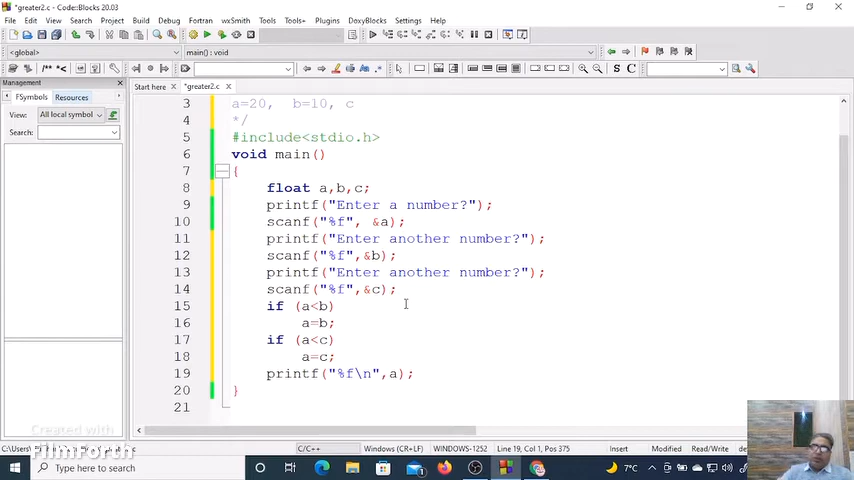 *greater2.c - Code::Blocks 20.03
File Edit View Search Project Build Debug Fortran wxSmith Tools Tools+ Plugins DoxyBlocks Settings Help
<global> main() : void
/** *<
S C
Management
Start here *greater2.c
FSymbols Resources
View: All local symbol
Search:
3 a=20, b=10, c
4 */
5 #include<stdio.h>
6 void main()
7 {
8 float a,b,c;
9 printf("Enter a number?");
10 scanf("%f", &a);
11 printf("Enter another number?");
12 scanf("%f",&b);
13 printf("Enter another number?");
14 scanf("%f",&c);
15 if (a<b)
16 a=b;
17 if (a<c)
18 a=c;
19 printf("%f\n",a);
20 }
21
Created with
FilmForth
C/C++ Windows (CR+LF) WINDOWS-1252 Line 19, Col 1, Pos 375 Insert Modified Read/Write
Type here to search
7°C